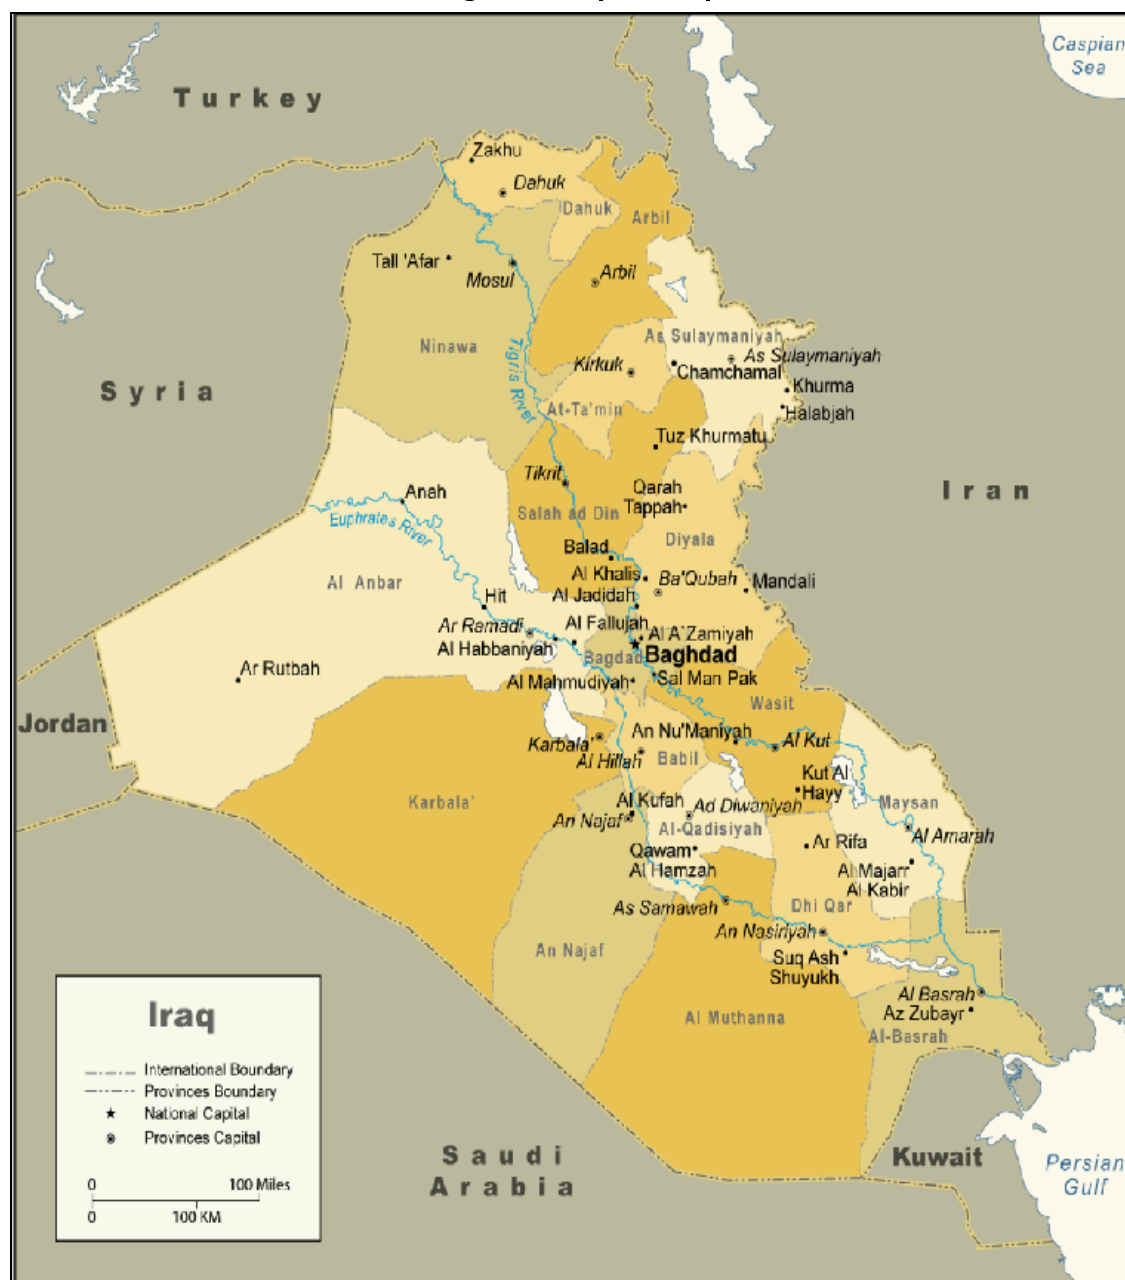 Caspian
Sea
Turkey
Zakhu
Dahuk
Dahuk
Arbil
Tall 'Afar
Mosul
Arbil
Ninawa
Tigris River
As Sulaymaniyah
As Sulaymaniyah
Kirkuk
Chamchamal
Khurma
Syria
At-Ta'min
Halabjah
Tuz Khurmatu
Tikrit
Iran
Anah
Qarah
Tappah
Euphrates River
Salah ad Din
Diyala
Balad
Al Anbar
Al Khalis
Ba'Qubah
Mandali
Hit
Al Jadidah
Ar Ramadi
Al Fallujah
Al A`Zamiyah
Al Habbaniyah
Bagdad
Baghdad
Ar Rutbah
Al Mahmudiyah
Sal Man Pak
Wasit
Jordan
An Nu'Maniyah
Karbala'
Al Kut
Al Hillah
Babil
Kut Al
Hayy
Karbala'
Al Kufah
Ad Diwaniyah
Maysan
An Najaf
Al-Qadisiyah
Al Amarah
Qawam
Al Hamzah
Ar Rifa
Al Majarr
Al Kabir
As Samawah
Dhi Qar
An Nasiriyah
An Najaf
Suq Ash
Shuyukh
Al Basrah
Az Zubayr
Al Muthanna
Al-Basrah
Iraq
International Boundary
Provinces Boundary
National Capital
Provinces Capital
0 100 Miles
0 100 KM
Saudi
Arabia
Kuwait
Persian
Gulf